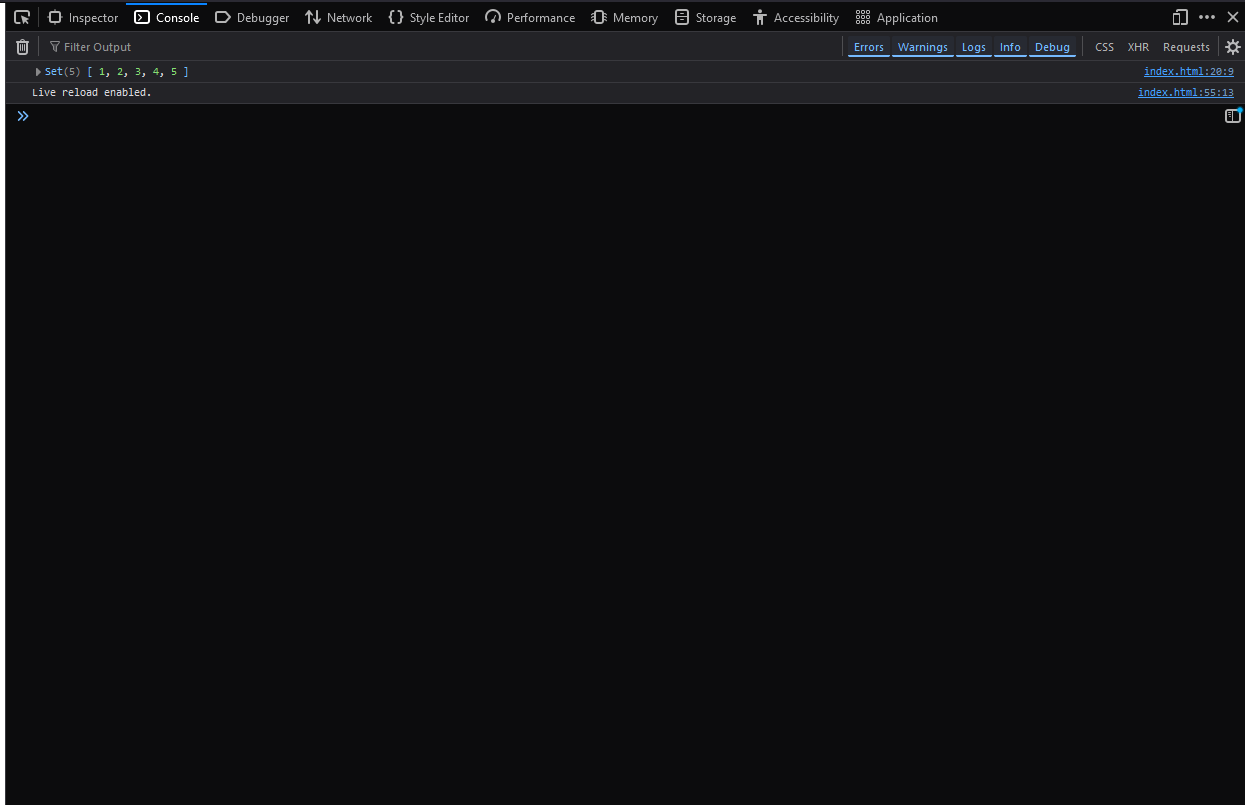 Inspector Console Debugger Network Style Editor Performance Memory Storage Accessibility Application
Filter Output Errors Warnings Logs Info Debug CSS XHR Requests
Set(5) [ 1, 2, 3, 4, 5 ] index.html:20:9
Live reload enabled. index.html:55:13